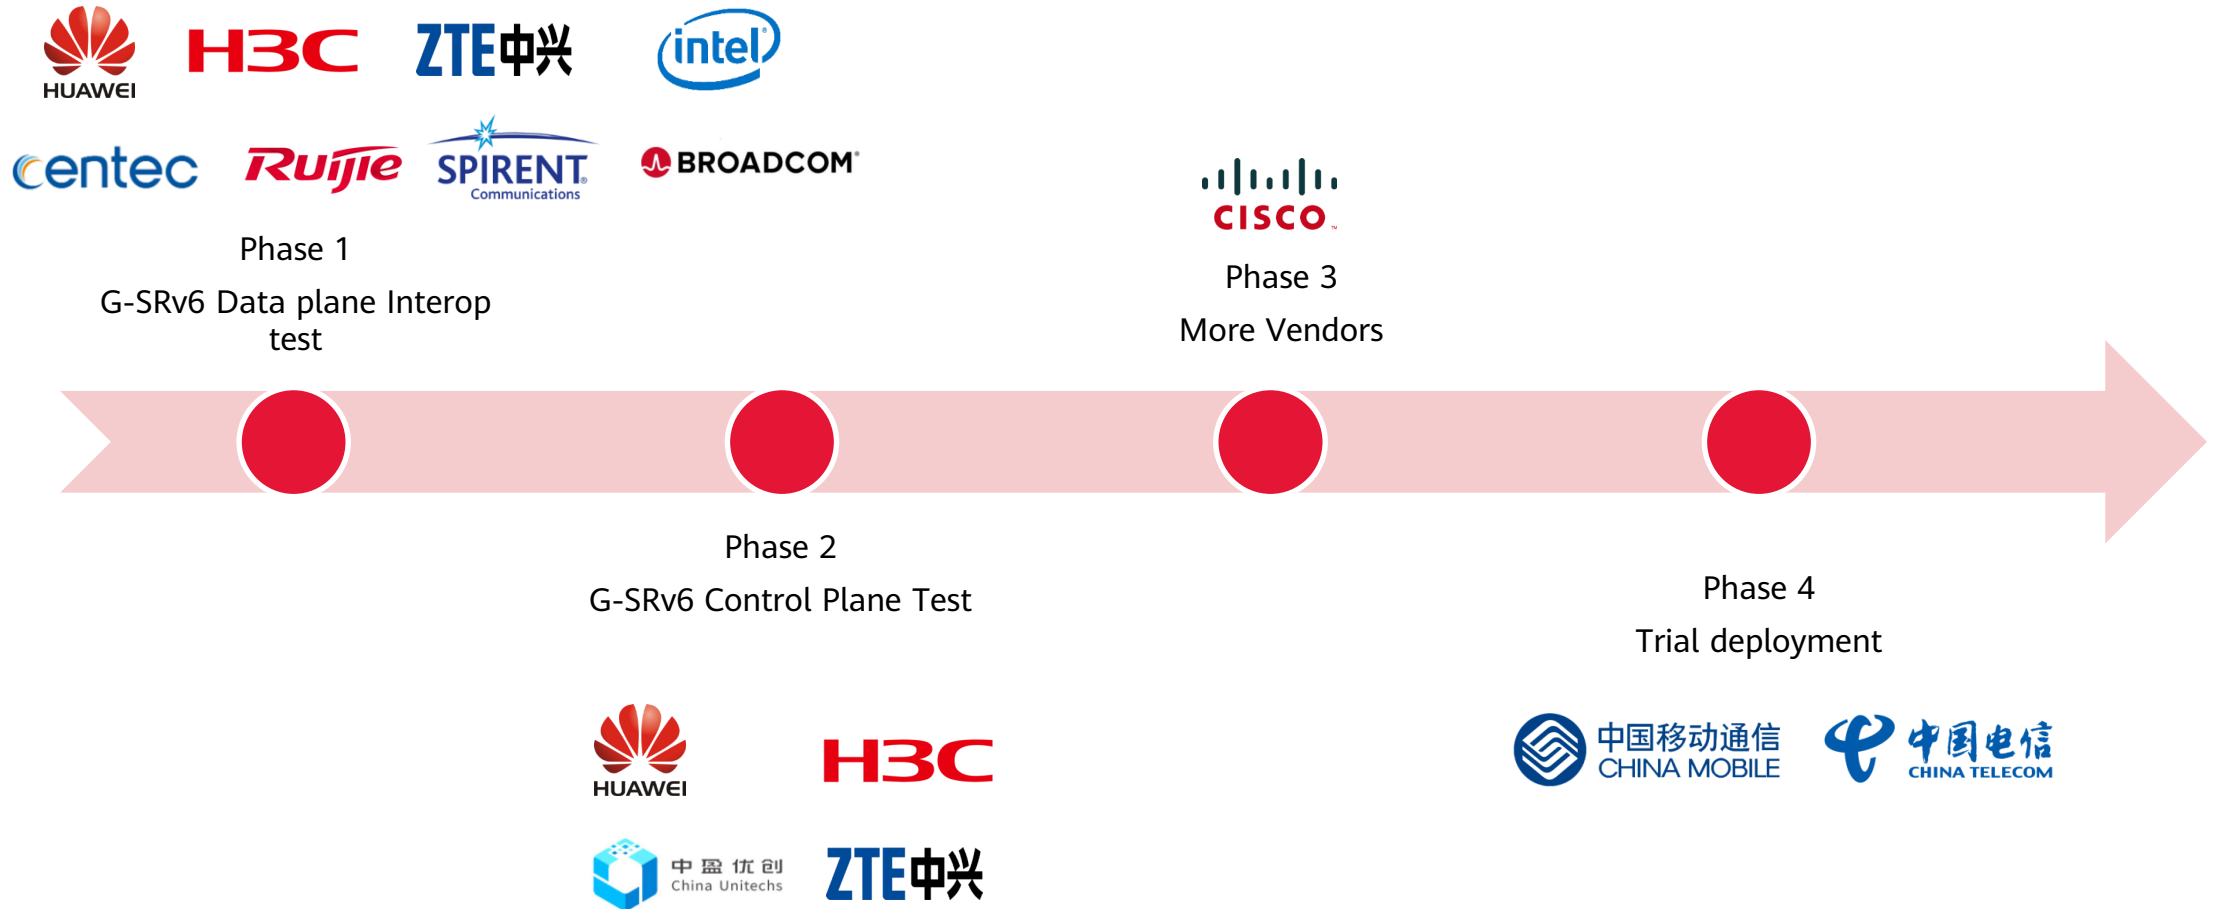 HUAWEI
H3C
ZTE中兴
intel
centec
Ruijie
SPIRENT
Communications
BROADCOM
CISCO
Phase 1
G-SRv6 Data plane Interop
test
Phase 3
More Vendors
Phase 2
G-SRv6 Control Plane Test
Phase 4
Trial deployment
HUAWEI
H3C
中国移动通信
CHINA MOBILE
中国电信
CHINA TELECOM
中盈优创
China Unitechs
ZTE中兴